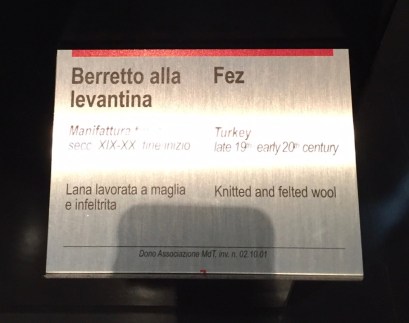 Berretto alla
levantina
Manifattura
secc. XIX-XX fine/inizio
Lana lavorata a maglia
e infeltrita
Fez
Turkey
late 19th early 20th century
Knitted and felted wool
Dono Associazione MdT, inv. n. 02.10.01